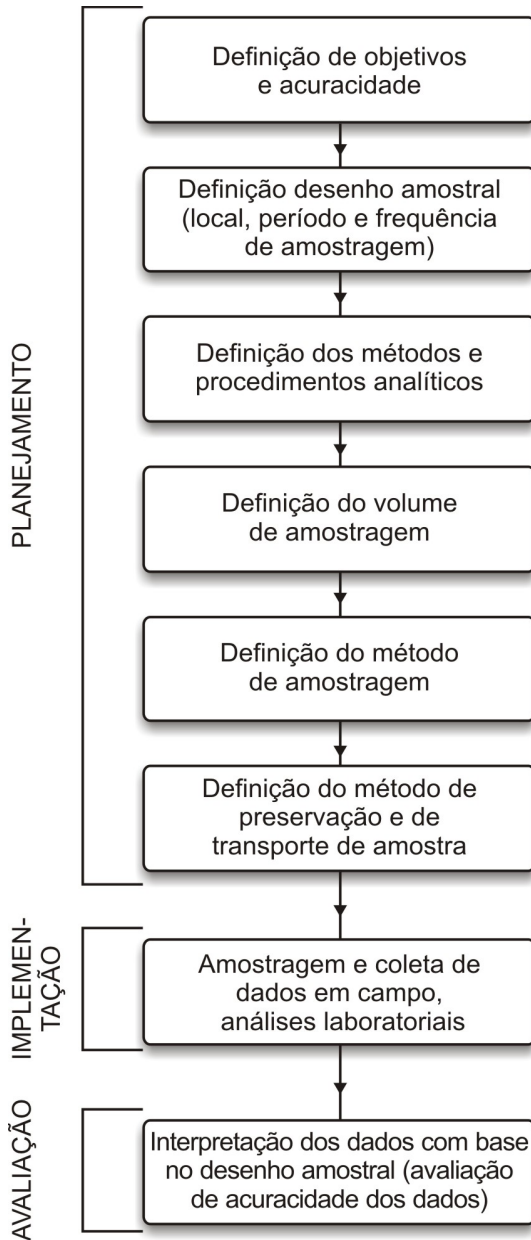 PLANEJAMENTO
Definição de objetivos
e acuracidade
Definição desenho amostral
(local, período e frequência
de amostragem)
Definição dos métodos e
procedimentos analíticos
Definição do volume
de amostragem
Definição do método
de amostragem
Definição do método de
preservação e de
transporte de amostra
IMPLEMEN-
TAÇÃO
Amostragem e coleta de
dados em campo,
análises laboratoriais
AVALIAÇÃO
Interpretação dos dados com base
no desenho amostral (avaliação
de acuracidade dos dados)